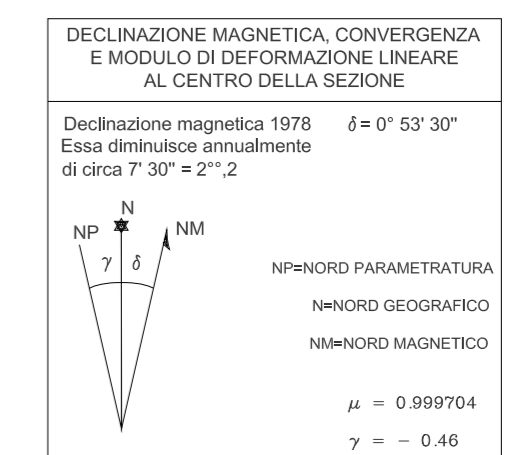 DECLINAZIONE MAGNETICA, CONVERGENZA
E MODULO DI DEFORMAZIONE LINEARE
AL CENTRO DELLA SEZIONE
Declinazione magnetica 1978 δ = 0° 53' 30"
Essa diminuisce annualmente
di circa 7' 30" = 2°°,2
N
NP NM
γ δ
NP=NORD PARAMETRATURA
N=NORD GEOGRAFICO
NM=NORD MAGNETICO
μ = 0.999704
γ = - 0.46